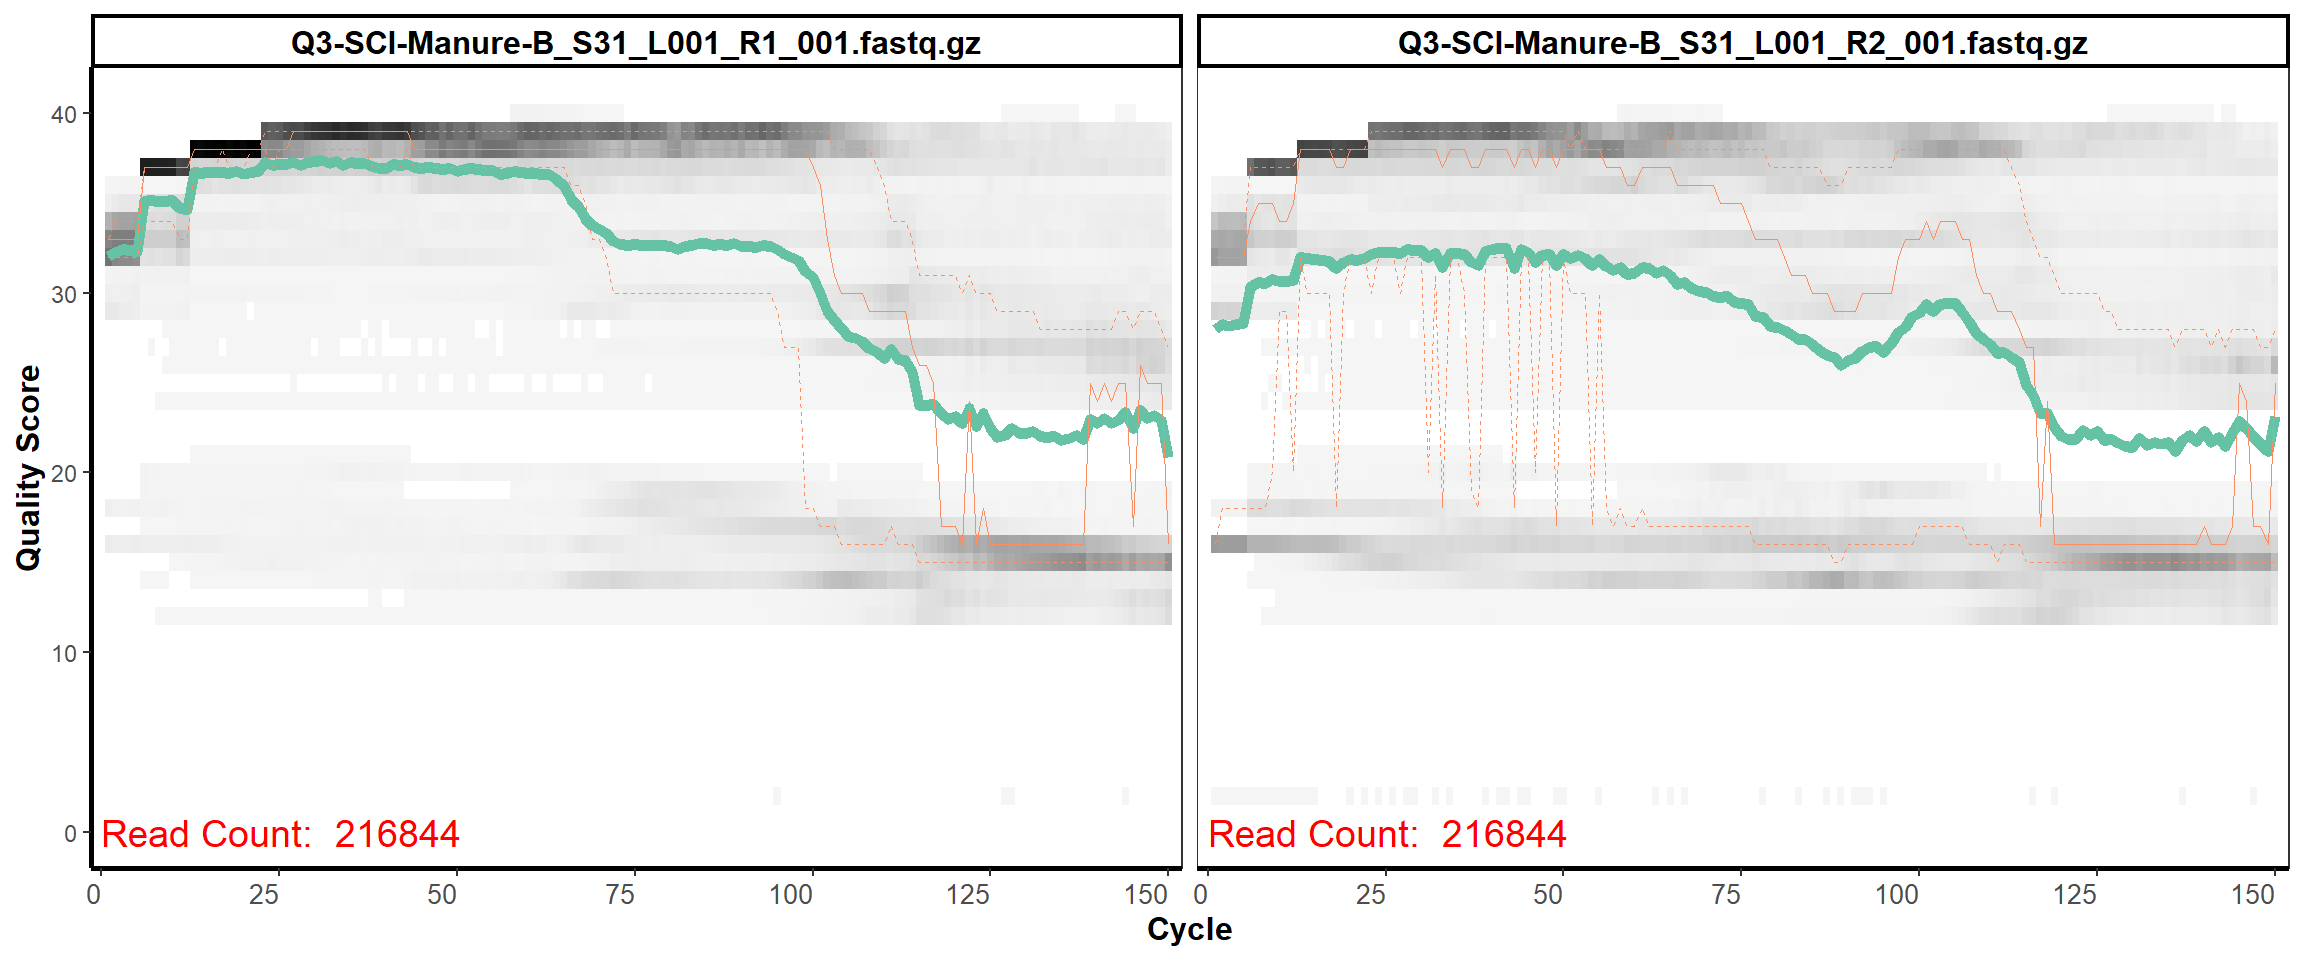 Q3-SCI-Manure-B_S31_L001_R1_001.fastq.gz
Q3-SCI-Manure-B_S31_L001_R2_001.fastq.gz
Quality Score
40
30
20
10
0
Read Count: 216844
Read Count: 216844
0 25 50 75 100 125 150
0 25 50 75 100 125 150
Cycle